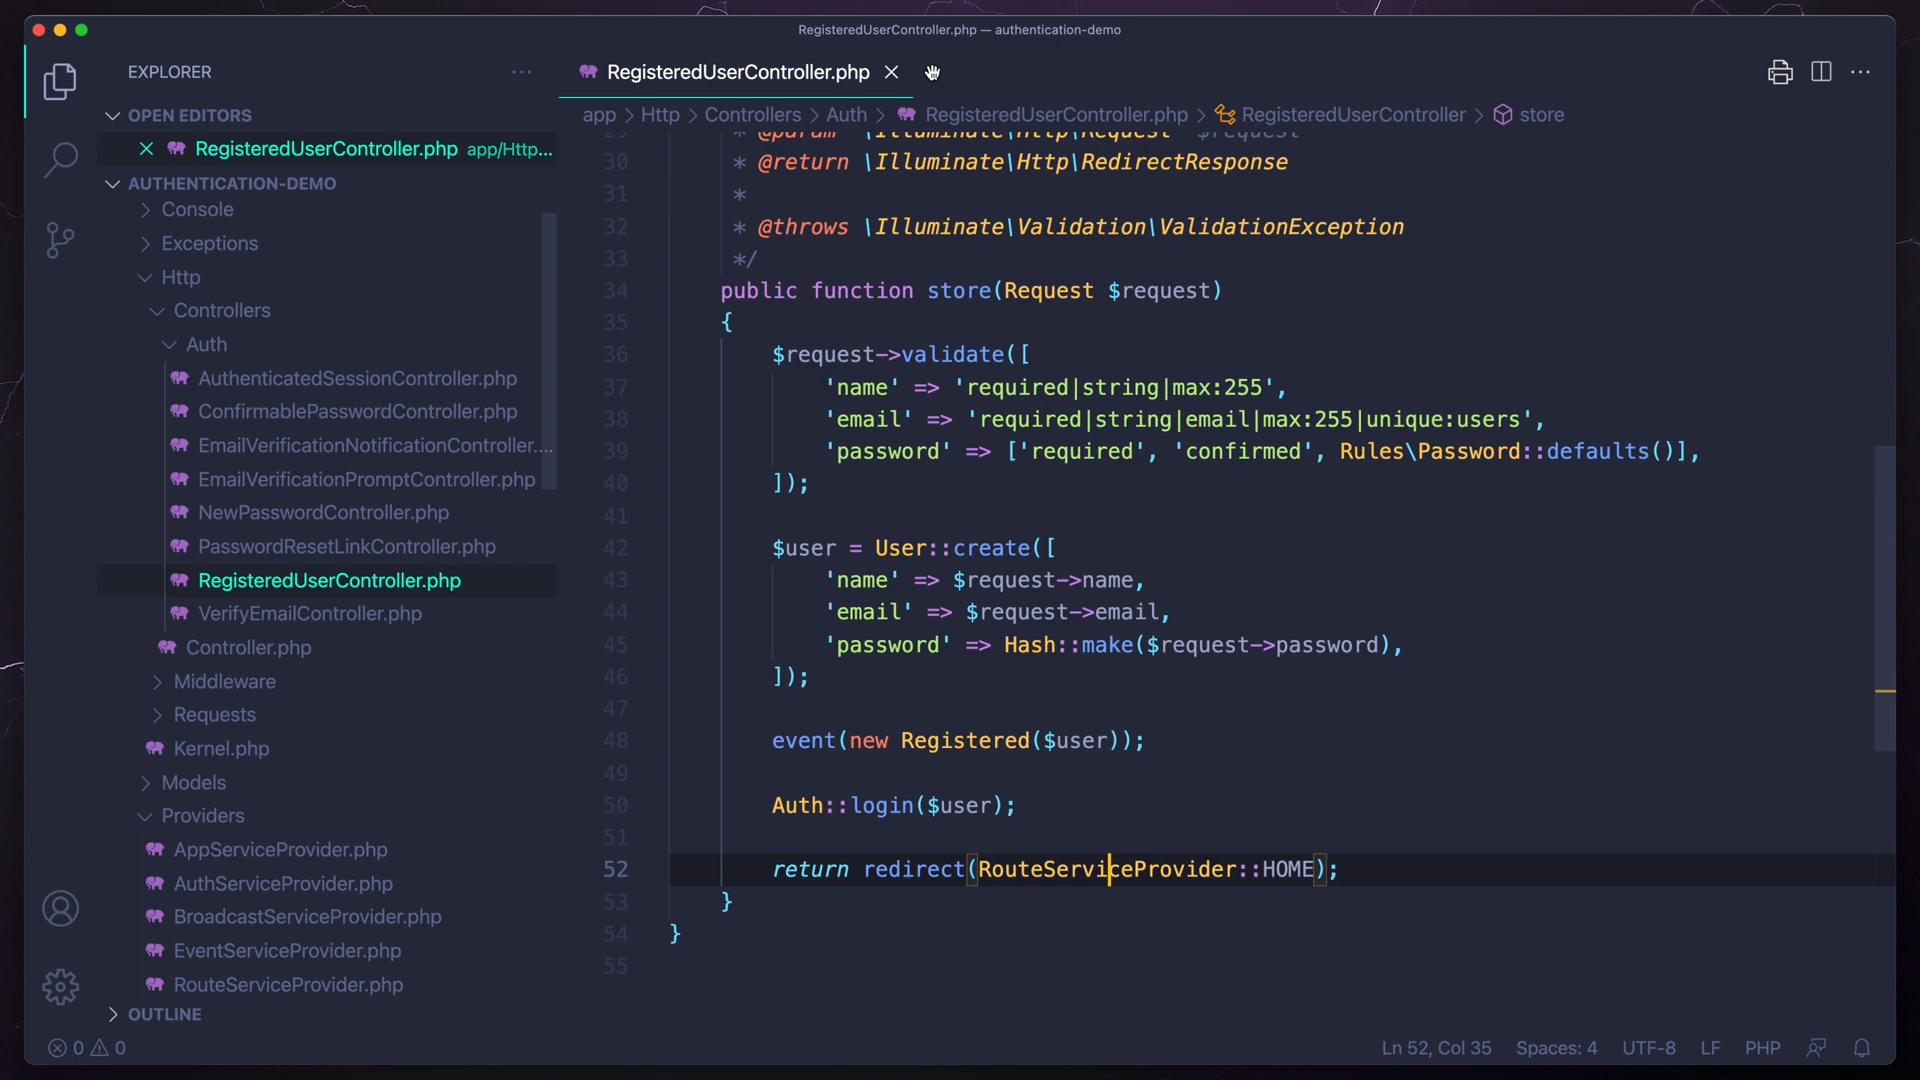 RegisteredUserController.php — authentication-demo
EXPLORER
OPEN EDITORS
RegisteredUserController.php app/Http...
AUTHENTICATION-DEMO
Console
Exceptions
Http
Controllers
Auth
AuthenticatedSessionController.php
ConfirmablePasswordController.php
EmailVerificationNotificationController....
EmailVerificationPromptController.php
NewPasswordController.php
PasswordResetLinkController.php
RegisteredUserController.php
VerifyEmailController.php
Controller.php
Middleware
Requests
Kernel.php
Models
Providers
AppServiceProvider.php
AuthServiceProvider.php
BroadcastServiceProvider.php
EventServiceProvider.php
RouteServiceProvider.php
OUTLINE
RegisteredUserController.php
app > Http > Controllers > Auth > RegisteredUserController.php > RegisteredUserController > store
29 * @param \Illuminate\Http\Request $request
30 * @return \Illuminate\Http\RedirectResponse
31 *
32 * @throws \Illuminate\Validation\ValidationException
33 */
34 public function store(Request $request)
35 {
36 $request->validate([
37 'name' => 'required|string|max:255',
38 'email' => 'required|string|email|max:255|unique:users',
39 'password' => ['required', 'confirmed', Rules\Password::defaults()],
40 ]);
41
42 $user = User::create([
43 'name' => $request->name,
44 'email' => $request->email,
45 'password' => Hash::make($request->password),
46 ]);
47
48 event(new Registered($user));
49
50 Auth::login($user);
51
52 return redirect(RouteServiceProvider::HOME);
53 }
54 }
55
0 0
Ln 52, Col 35 Spaces: 4 UTF-8 LF PHP